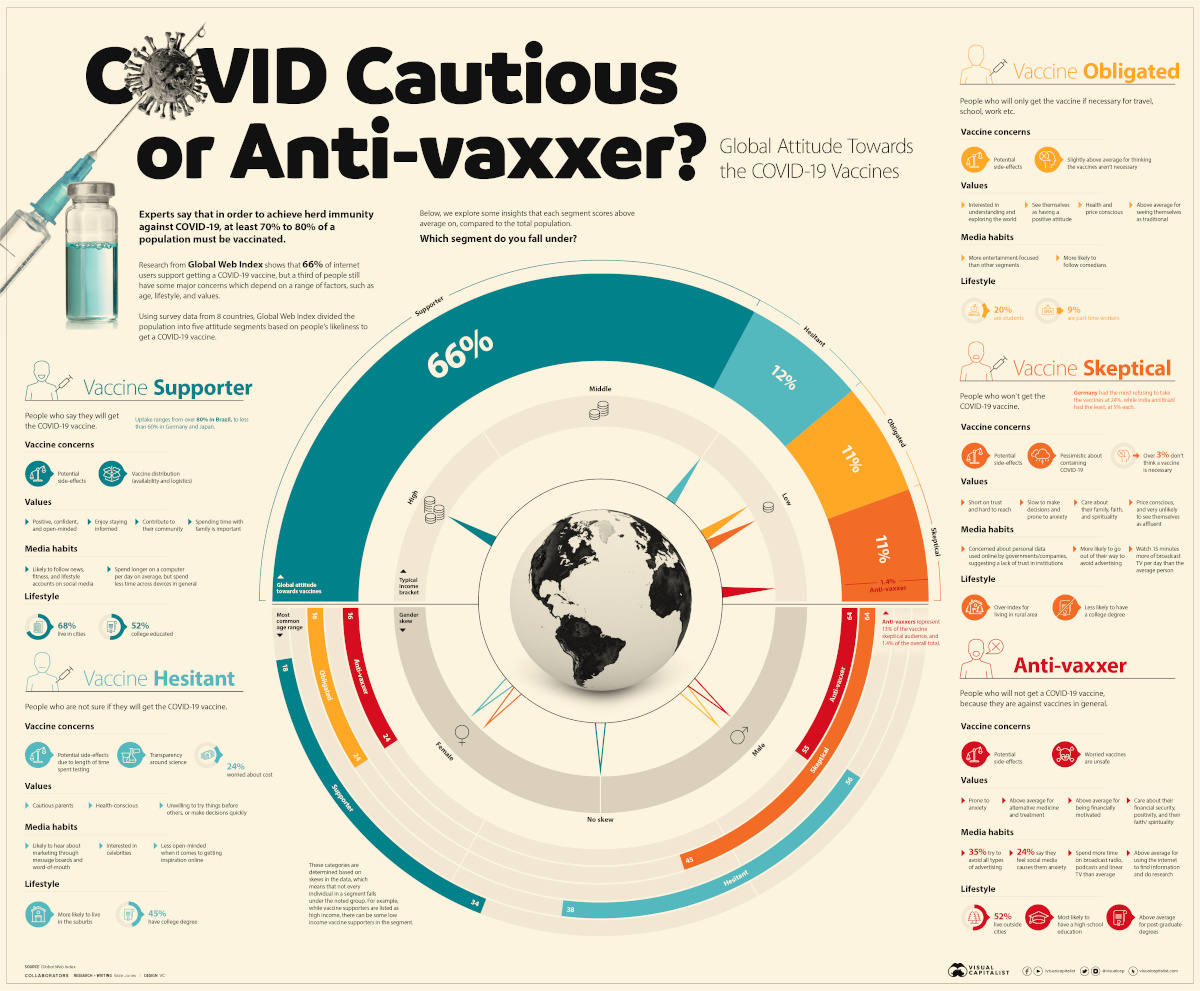 COVID Cautious
or Anti-vaxxer?
Global Attitude Towards
the COVID-19 Vaccines
Experts say that in order to achieve herd immunity
against COVID-19, at least 70% to 80% of a
population must be vaccinated.
Research from Global Web Index shows that 66% of internet
users support getting a COVID-19 vaccine, but a third of people still
have some major concerns which depend on a range of factors, such as
age, lifestyle, and values.
Using survey data from 8 countries, Global Web Index divided the
population into five attitude segments based on people's likeliness to
get a COVID-19 vaccine.
Below, we explore some insights that each segment scores above
average on, compared to the total population.
Which segment do you fall under?
Vaccine Supporter
People who say they will get
the COVID-19 vaccine.
Uptake ranges from over 80% in Brazil, to less
than 60% in Germany and Japan.
Vaccine concerns
Potential
side-effects
Vaccine distribution
(availability and logistics)
Values
Positive, confident,
and open-minded
Enjoy staying
informed
Contribute to
their community
Spending time with
family is important
Media habits
Likely to follow news,
fitness, and lifestyle
accounts on social media
Spend longer on a computer
per day on average, but spend
less time across devices in general
Lifestyle
68%
live in cities
52%
college educated
Vaccine Hesitant
People who are not sure if they will get the COVID-19 vaccine.
Vaccine concerns
Potential side-effects
due to length of time
spent testing
Transparency
around science
24%
worried about cost
Values
Cautious parents
Health-conscious
Unwilling to try things before
others, or make decisions quickly
Media habits
Likely to hear about
marketing through
message boards and
word-of-mouth
Interested in
celebrities
Less open-minded
when it comes to getting
inspiration online
Lifestyle
More likely to live
in the suburbs
45%
have college degree
Supporter
66%
Hesitant
12%
Obligated
11%
Skeptical
11%
1.4%
Anti-vaxxer
Global attitude
towards vaccines
Typical
income
bracket
High
Middle
Low
Most
common
age range
Gender
skew
Female
No skew
Male
16
Obligated
24
16
Anti-vaxxer
24
18
Supporter
34
64
Anti-vaxxer
55
64
Skeptical
45
56
Hesitant
38
Anti-vaxxers represent
13% of the vaccine
skeptical audience, and
1.4% of the overall total.
These categories are
determined based on
skews in the data, which
means that not every
individual in a segment falls
under the noted group. For example,
while vaccine supporters are listed as
high income, there can be some low
income vaccine supporters in the segment.
Vaccine Obligated
People who will only get the vaccine if necessary for travel,
school, work etc.
Vaccine concerns
Potential
side-effects
Slightly above average for thinking
the vaccines aren't necessary
Values
Interested in
understanding and
exploring the world
See themselves
as having a
positive attitude
Health and
price conscious
Above average for
seeing themselves
as traditional
Media habits
More entertainment-focused
than other segments
More likely to
follow comedians
Lifestyle
20%
are students
9%
are part-time workers
Vaccine Skeptical
People who won't get the
COVID-19 vaccine.
Germany had the most refusing to take
the vaccines at 24%, while India and Brazil
had the least, at 5% each.
Vaccine concerns
Potential
side-effects
Pessimistic about
containing
COVID-19
Over 3% don't
think a vaccine
is necessary
Values
Short on trust
and hard to reach
Slow to make
decisions and
prone to anxiety
Care about
their family, faith,
and spirituality
Price conscious,
and very unlikely
to see themselves
as affluent
Media habits
Concerned about personal data
used online by governments/companies,
suggesting a lack of trust in institutions
More likely to go
out of their way to
avoid advertising
Watch 15 minutes
more of broadcast
TV per day than the
average person
Lifestyle
Over-index for
living in rural area
Less likely to have
a college degree
Anti-vaxxer
People who will not get a COVID-19 vaccine,
because they are against vaccines in general.
Vaccine concerns
Potential
side-effects
Worried vaccines
are unsafe
Values
Prone to
anxiety
Above average for
alternative medicine
and treatment
Above average for
being financially
motivated
Care about their
financial security,
positivity, and their
faith/ spirituality
Media habits
35% try to
avoid all types
of advertising
24% say they
feel social media
causes them anxiety
Spend more time
on broadcast radio,
podcasts and linear
TV than average
Above average for
using the internet
to find information
and do research
Lifestyle
52%
live outside
cities
Most likely to
have a high-school
education
Above average
for post-graduate
degrees
SOURCE Global Web Index
COLLABORATORS RESEARCH + WRITING Katie Jones | DESIGN VC
VISUAL
CAPITALIST
/visualcapitalist
@visualcap
visualcapitalist.com